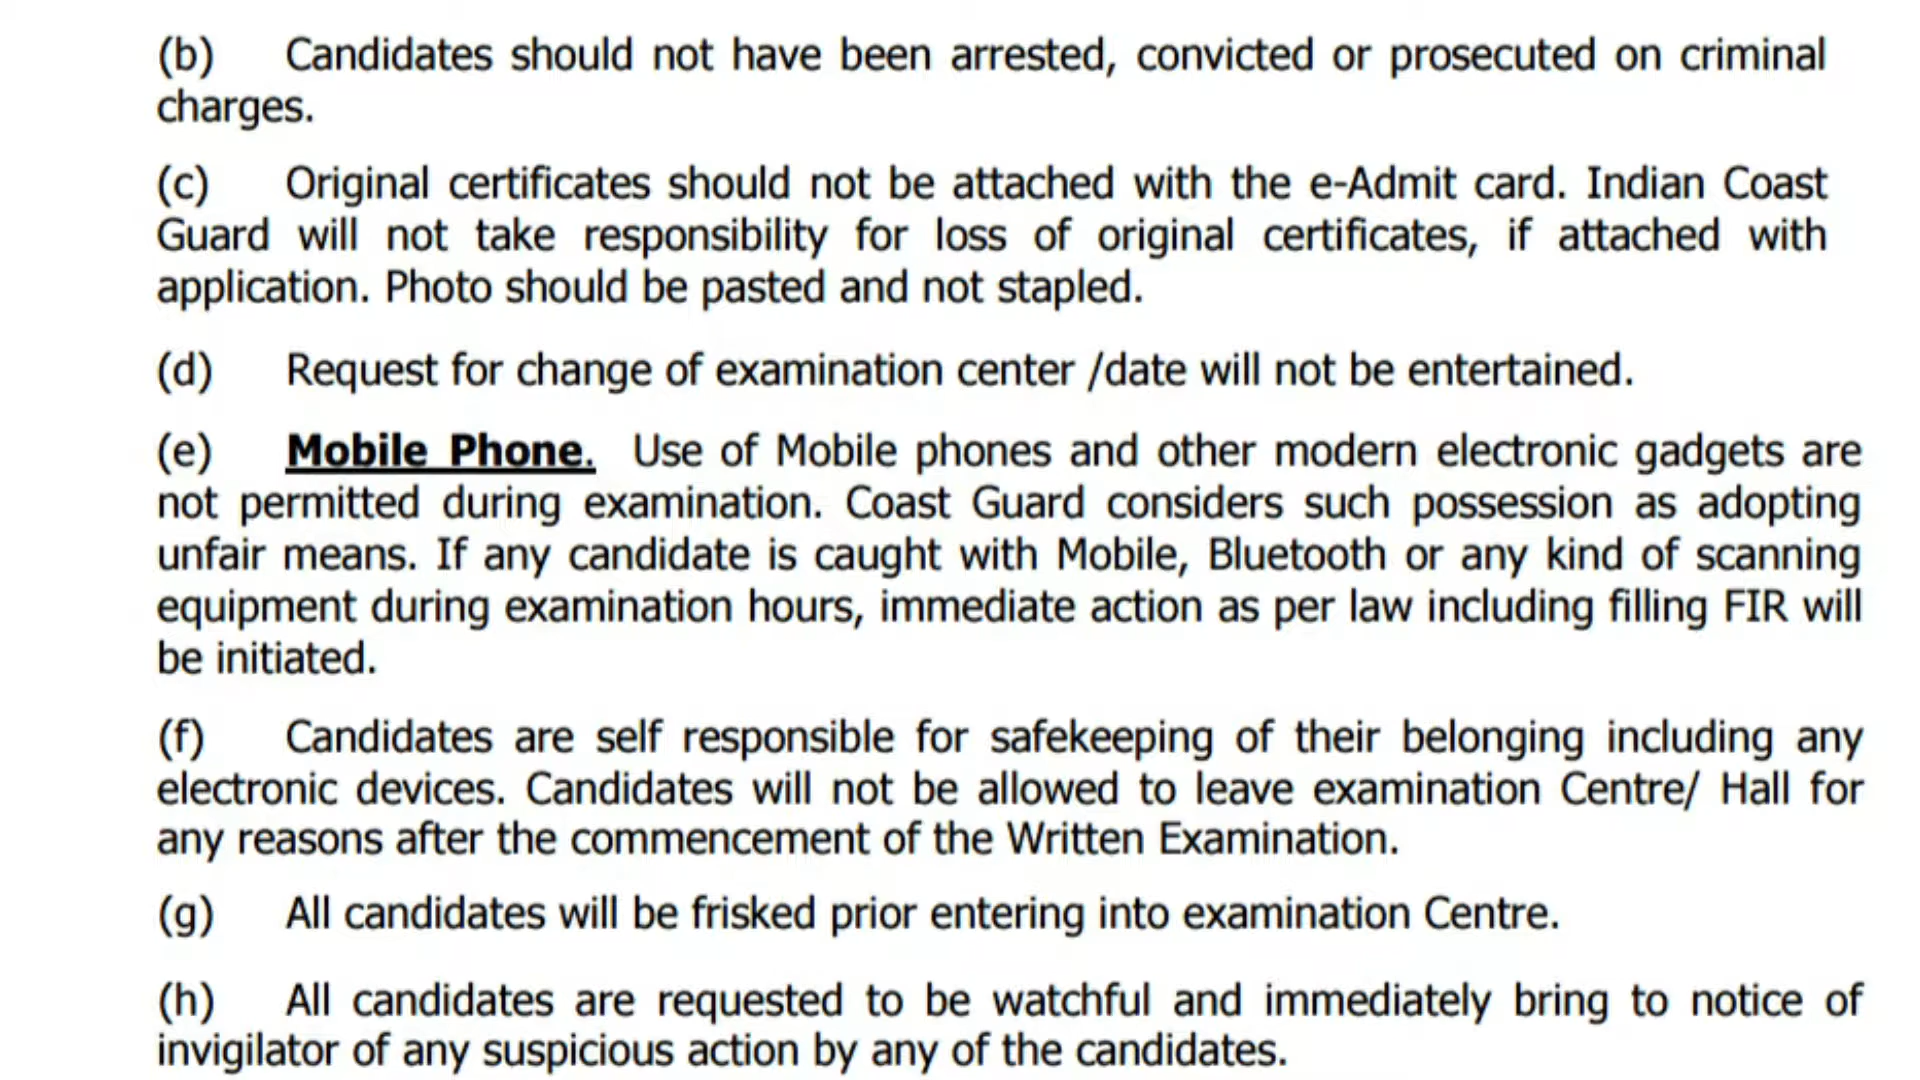 (b) Candidates should not have been arrested, convicted or prosecuted on criminal
charges.
(c) Original certificates should not be attached with the e-Admit card. Indian Coast
Guard will not take responsibility for loss of original certificates, if attached with
application. Photo should be pasted and not stapled.
(d) Request for change of examination center /date will not be entertained.
(e) Mobile Phone. Use of Mobile phones and other modern electronic gadgets are
not permitted during examination. Coast Guard considers such possession as adopting
unfair means. If any candidate is caught with Mobile, Bluetooth or any kind of scanning
equipment during examination hours, immediate action as per law including filling FIR will
be initiated.
(f) Candidates are self responsible for safekeeping of their belonging including any
electronic devices. Candidates will not be allowed to leave examination Centre/ Hall for
any reasons after the commencement of the Written Examination.
(g) All candidates will be frisked prior entering into examination Centre.
(h) All candidates are requested to be watchful and immediately bring to notice of
invigilator of any suspicious action by any of the candidates.